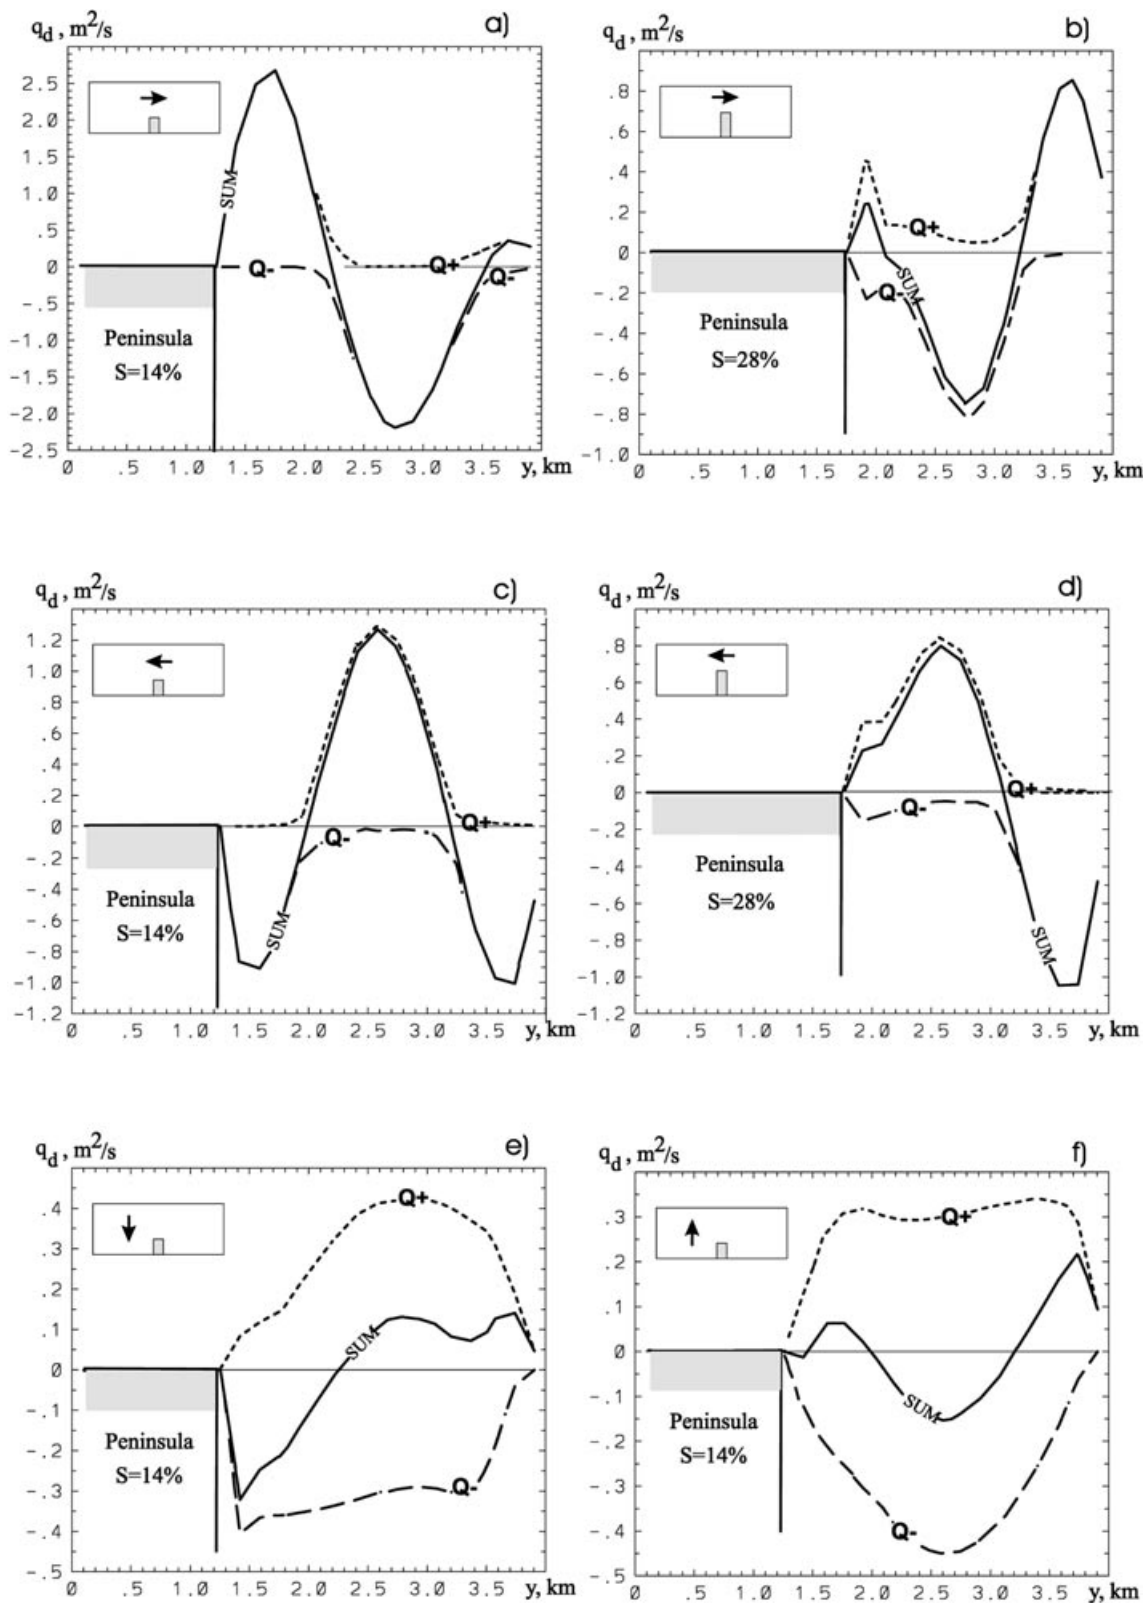 q_d , m²/s a)
2.5
2.0
1.5
1.0
0.5
0
-.5
-1.0
-1.5
-2.0
-2.5
SUM
Q-
Q+
Q-
Peninsula
S=14%
0 .5 1.0 1.5 2.0 2.5 3.0 3.5 y, km
q_d , m²/s b)
.8
.6
.4
.2
0
-.2
-.4
-.6
-.8
-1.0
Q+
SUM
Q-
Peninsula
S=28%
0 .5 1.0 1.5 2.0 2.5 3.0 3.5 y, km
q_d , m²/s c)
1.2
1.0
.8
.6
.4
.2
0
-.2
-.4
-.6
-.8
-1.0
-1.2
Q+
Q-
SUM
Peninsula
S=14%
0 .5 1.0 1.5 2.0 2.5 3.0 3.5 y, km
q_d , m²/s d)
.8
.6
.4
.2
0
-.2
-.4
-.6
-.8
-1.0
-1.2
Q+
Q-
SUM
Peninsula
S=28%
0 .5 1.0 1.5 2.0 2.5 3.0 3.5 y, km
q_d , m²/s e)
.4
.3
.2
.1
0
-.1
-.2
-.3
-.4
-.5
Q+
SUM
Q-
Peninsula
S=14%
0 .5 1.0 1.5 2.0 2.5 3.0 3.5 y, km
q_d , m²/s f)
.3
.2
.1
0
-.1
-.2
-.3
-.4
-.5
Q+
SUM
Q-
Peninsula
S=14%
0 .5 1.0 1.5 2.0 2.5 3.0 3.5 y, km